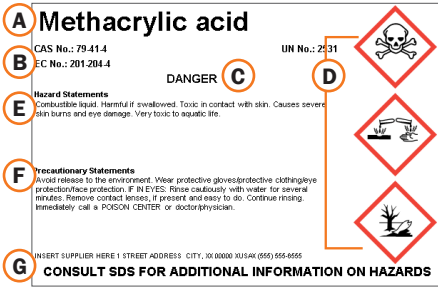 A Methacrylic acid
CAS No.: 79-41-4 UN No.: 2531
B EC No.: 201-204-4
DANGER C D
Hazard Statements
E Combustible liquid. Harmful if swallowed. Toxic in contact with skin. Causes severe
skin burns and eye damage. Very toxic to aquatic life.
F Precautionary Statements
Avoid release to the environment. Wear protective gloves/protective clothing/eye
protection/face protection. IF IN EYES: Rinse cautiously with water for several
minutes. Remove contact lenses, if present and easy to do. Continue rinsing.
Immediately call a POISON CENTER or doctor/physician.
INSERT SUPPLIER HERE 1 STREET ADDRESS CITY, XX 00000 XUSAX (555) 555-5555
G CONSULT SDS FOR ADDITIONAL INFORMATION ON HAZARDS